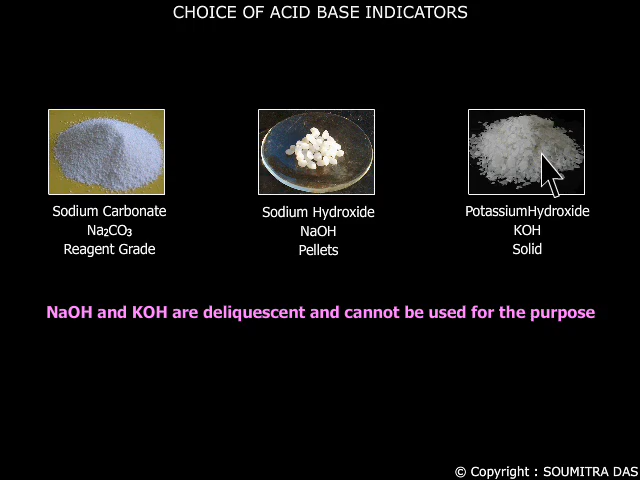 CHOICE OF ACID BASE INDICATORS
Sodium Carbonate
Na₂CO₃
Reagent Grade
Sodium Hydroxide
NaOH
Pellets
PotassiumHydroxide
KOH
Solid
NaOH and KOH are deliquescent and cannot be used for the purpose
© Copyright : SOUMITRA DAS